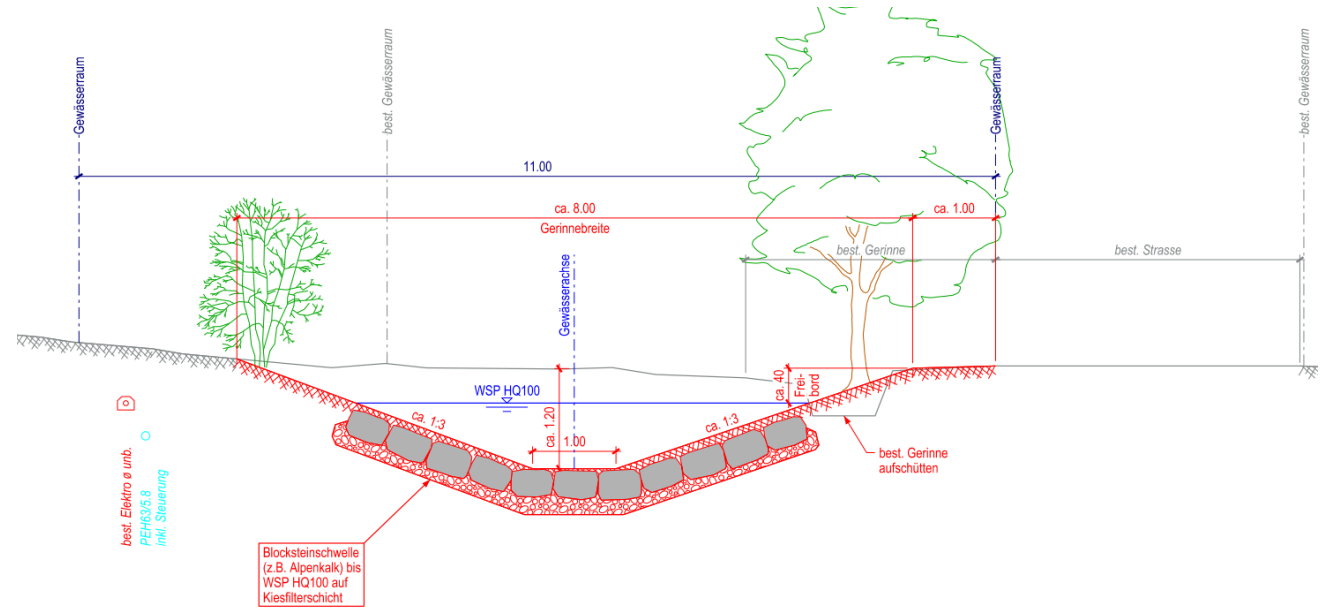 Gewässerraum
best. Gewässerraum
Gewässerraum
best. Gewässerraum
11.00
ca. 8.00
Gerinnebreite
ca. 1.00
best. Gerinne
best. Strasse
Gewässerachse
WSP HQ100
ca. 40
Frei-
bord
ca. 1:3
ca. 1.20
1.00
ca. 1:3
best. Gerinne
aufschütten
best. Elektro ø unb.
PEH63/5.8
inkl. Steuerung
Blocksteinschwelle
(z.B. Alpenkalk) bis
WSP HQ100 auf
Kiesfilterschicht